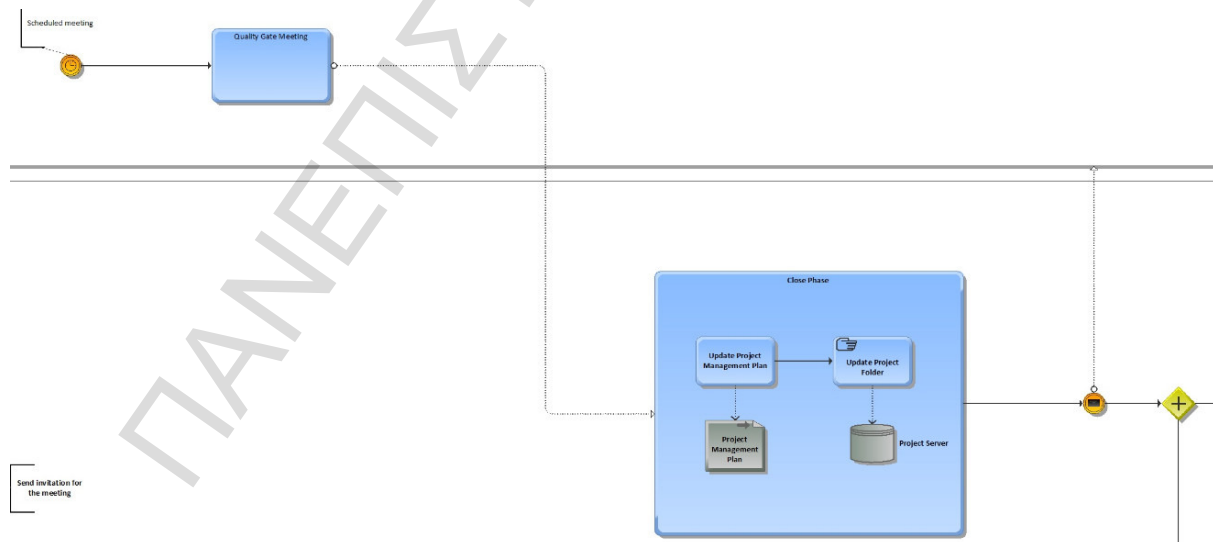 Scheduled meeting
Quality Gate Meeting
Close Phase
Update Project
Management Plan
Update Project
Folder
Project
Management
Plan
Project Server
Send invitation for
the meeting
ΠΑΝΕΠΙΣ